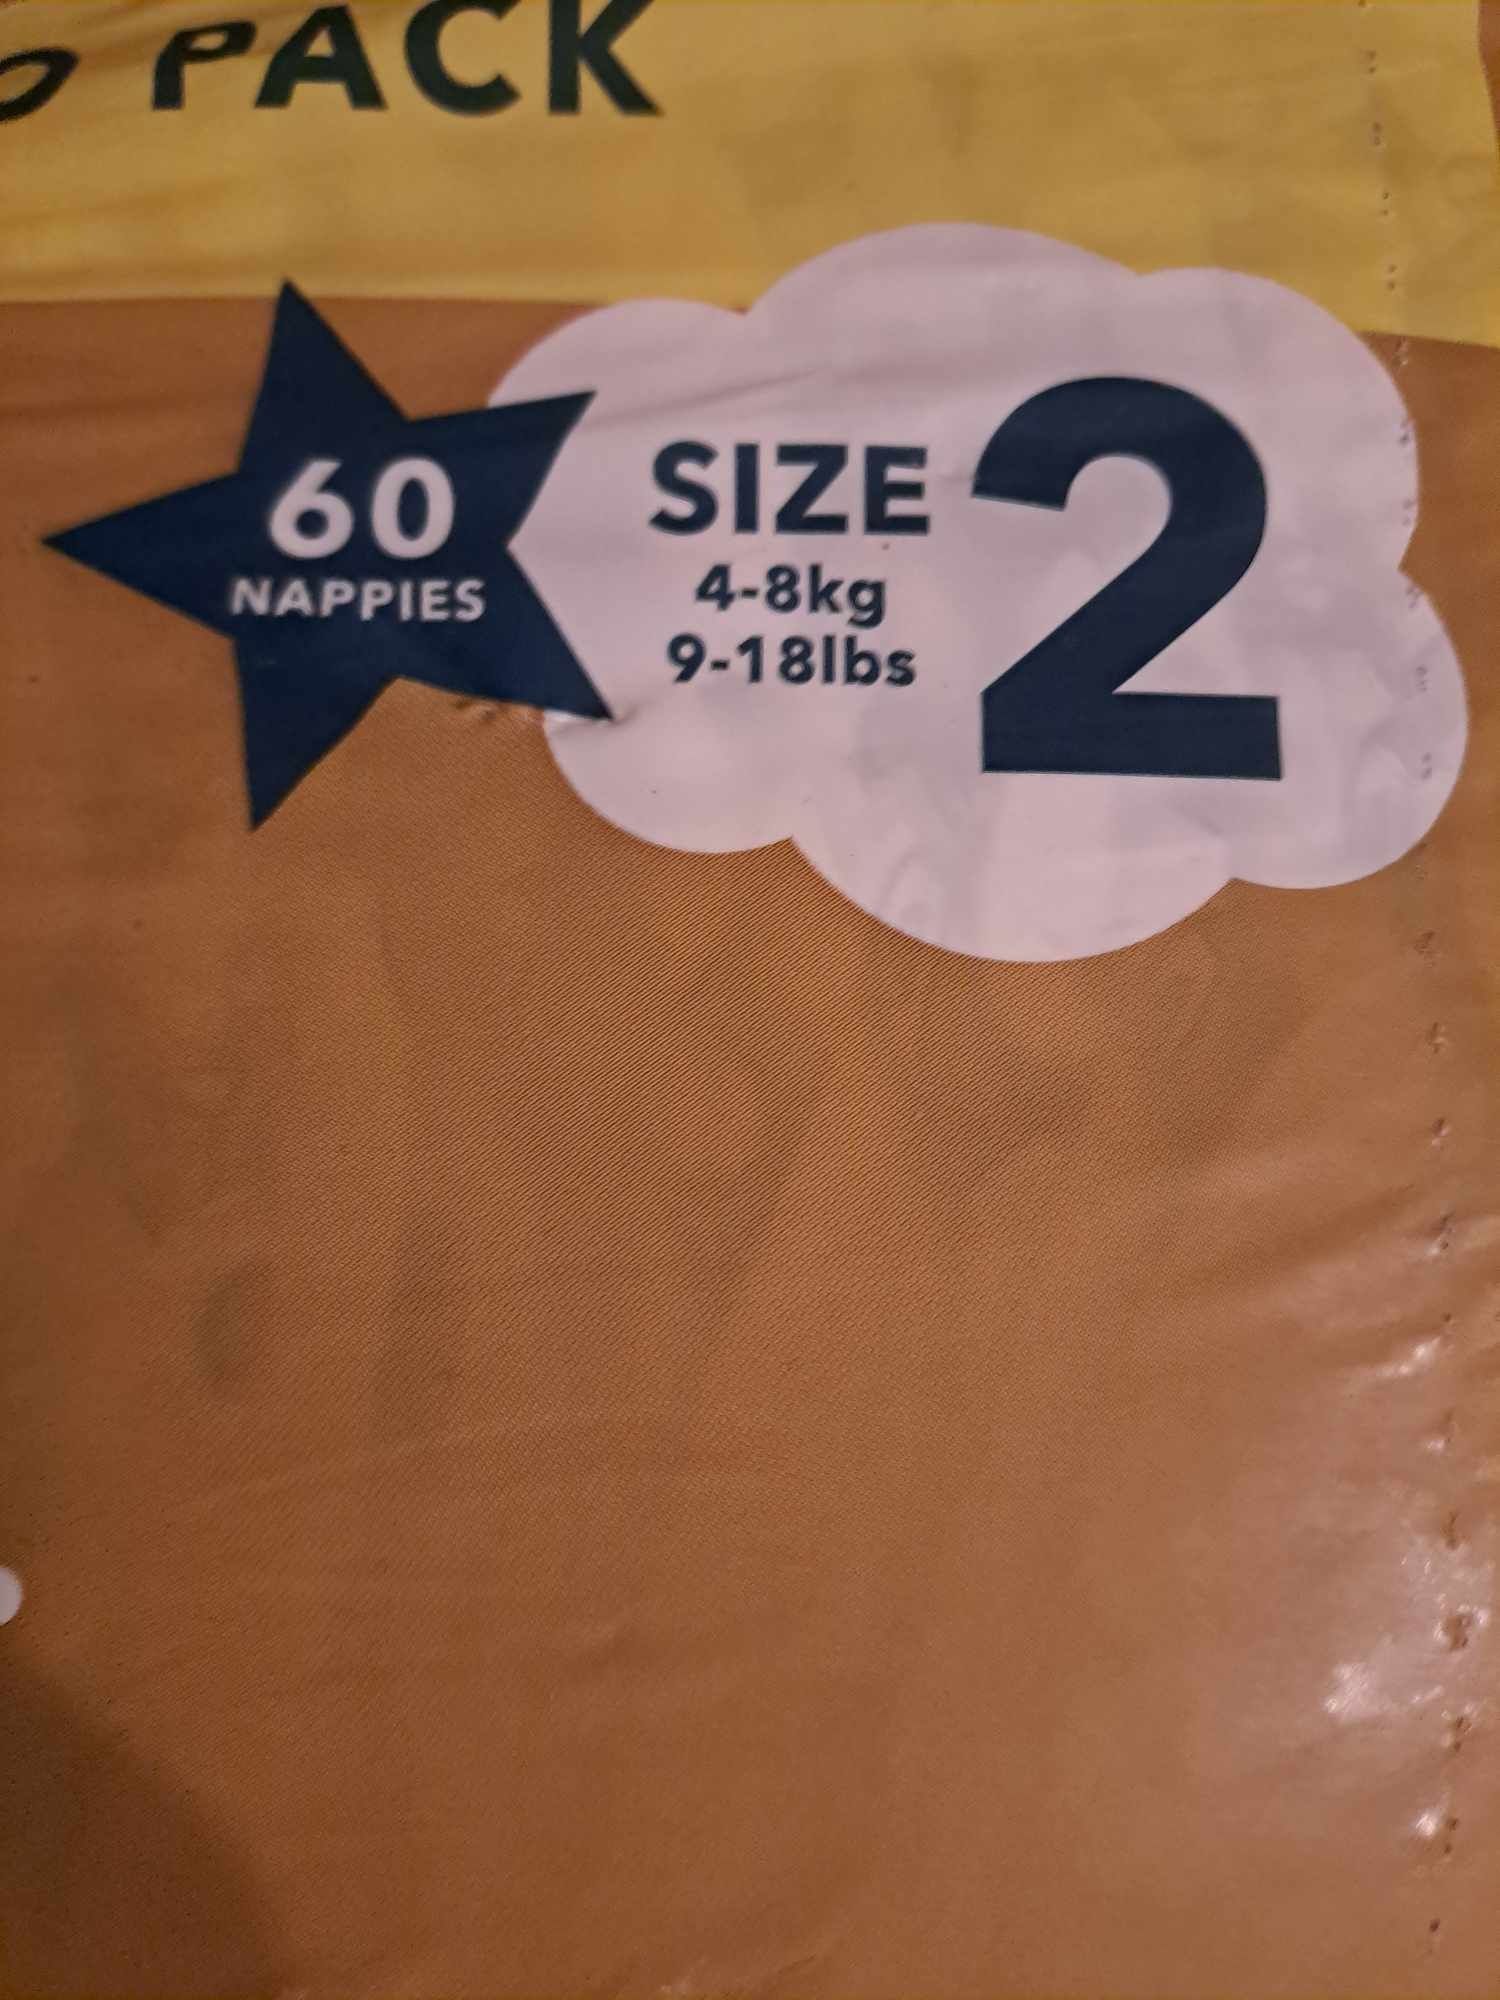 PACK
60
NAPPIES
SIZE 2
4-8kg
9-18lbs